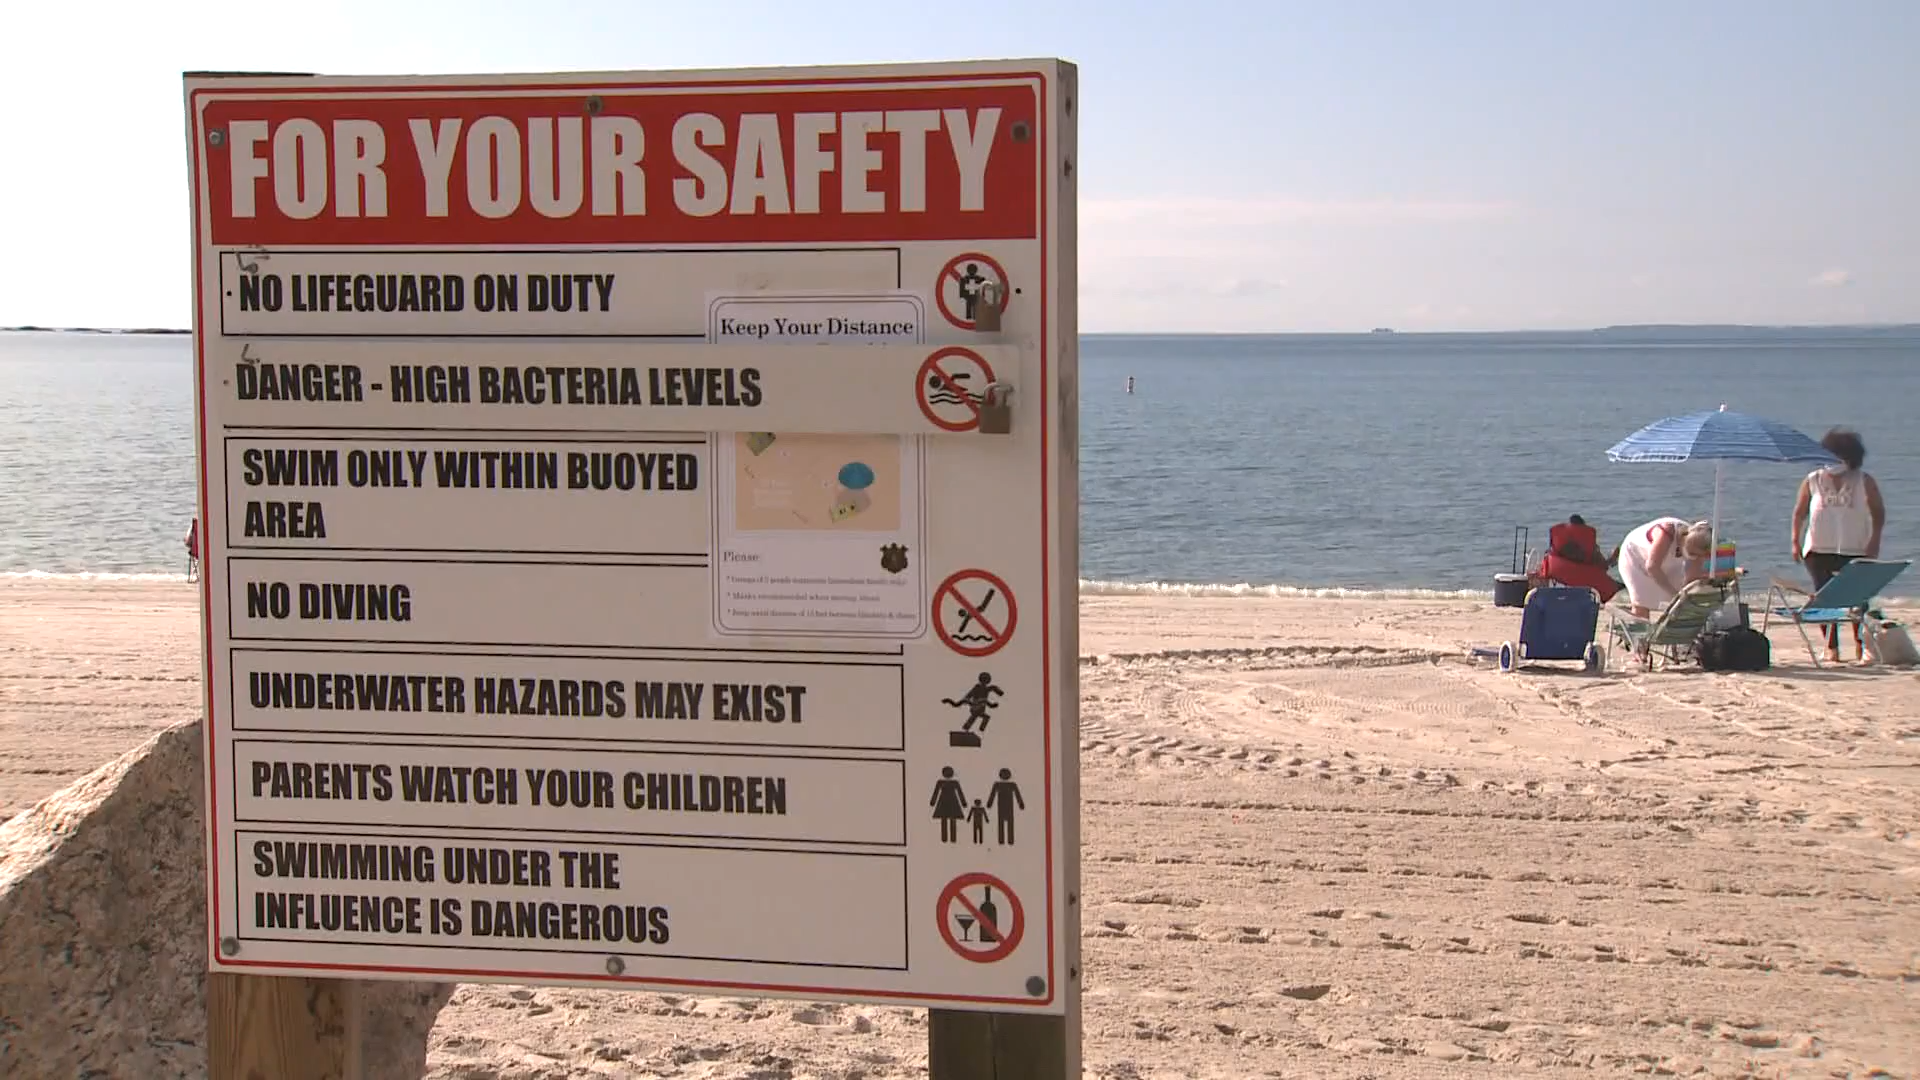 FOR YOUR SAFETY
NO LIFEGUARD ON DUTY
Keep Your Distance
DANGER - HIGH BACTERIA LEVELS
SWIM ONLY WITHIN BUOYED
AREA
Please:
NO DIVING
UNDERWATER HAZARDS MAY EXIST
PARENTS WATCH YOUR CHILDREN
SWIMMING UNDER THE
INFLUENCE IS DANGEROUS